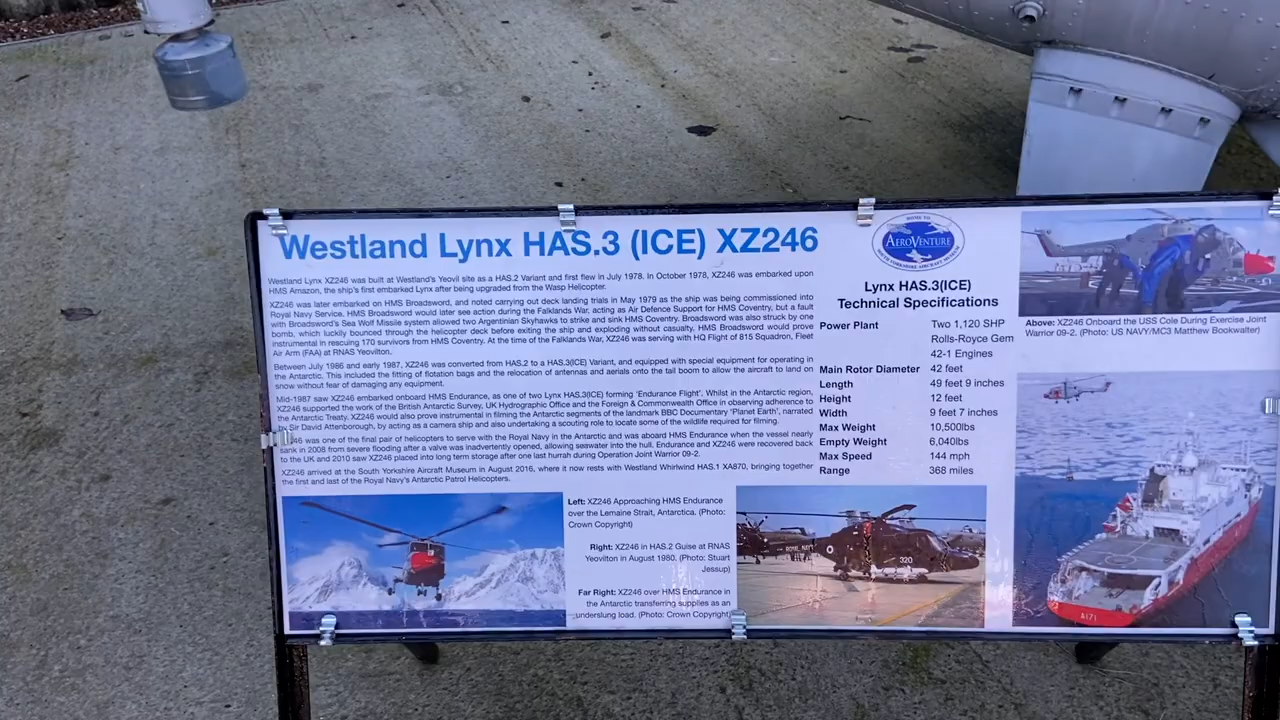 Westland Lynx HAS.3 (ICE) XZ246
Westland Lynx XZ246 was built at Westland's Yeovil site as a HAS.2 Variant and first flew in July 1978. In October 1978, XZ246 was embarked upon
HMS Amazon, the ship's first embarked Lynx after being upgraded from the Wasp Helicopter.
XZ246 was later embarked on HMS Broadsword, and noted carrying out deck landing trials in May 1979 as the ship was being commissioned into
Royal Navy Service. HMS Broadsword would later see action during the Falklands War, acting as Air Defence Support for HMS Coventry, but a fault
with Broadsword's Sea Wolf Missile system allowed two Argentinian Skyhawks to strike and sink HMS Coventry. Broadsword was also struck by one
bomb, which luckily bounced through the helicopter deck before exiting the ship and exploding without casualty. HMS Broadsword would prove
instrumental in rescuing 170 survivors from HMS Coventry. At the time of the Falklands War, XZ246 was serving with HQ Flight of 815 Squadron, Fleet
Air Arm (FAA) at RNAS Yeovilton.
Between July 1986 and early 1987, XZ246 was converted from HAS.2 to a HAS.3(ICE) Variant, and equipped with special equipment for operating in
the Antarctic. This included the fitting of flotation bags and the relocation of antennas and aerials onto the tail boom to allow the aircraft to land on
snow without fear of damaging any equipment.
Mid-1987 saw XZ246 embarked onboard HMS Endurance, as one of two Lynx HAS.3(ICE) forming 'Endurance Flight'. Whilst in the Antarctic region,
XZ246 supported the work of the British Antarctic Survey, UK Hydrographic Office and the Foreign & Commonwealth Office in observing adherence to
the Antarctic Treaty. XZ246 would also prove instrumental in filming the Antarctic segments of the landmark BBC Documentary 'Planet Earth', narrated
by Sir David Attenborough, by acting as a camera ship and also undertaking a scouting role to locate some of the wildlife required for filming.
46 was one of the final pair of helicopters to serve with the Royal Navy in the Antarctic and was aboard HMS Endurance when the vessel nearly
sank in 2008 from severe flooding after a valve was inadvertently opened, allowing seawater into the hull. Endurance and XZ246 were recovered back
to the UK and 2010 saw XZ246 placed into long term storage after one last hurrah during Operation Joint Warrior 09-2.
XZ246 arrived at the South Yorkshire Aircraft Museum in August 2016, where it now rests with Westland Whirlwind HAS.1 XA870, bringing together
the first and last of the Royal Navy's Antarctic Patrol Helicopters.
HOME TO
AEROVENTURE
SOUTH YORKSHIRE AIRCRAFT MUSEUM
Lynx HAS.3(ICE)
Technical Specifications
Power Plant Two 1,120 SHP
Rolls-Royce Gem
42-1 Engines
Main Rotor Diameter 42 feet
Length 49 feet 9 inches
Height 12 feet
Width 9 feet 7 inches
Max Weight 10,500lbs
Empty Weight 6,040lbs
Max Speed 144 mph
Range 368 miles
Above: XZ246 Onboard the USS Cole During Exercise Joint
Warrior 09-2. (Photo: US NAVY/MC3 Matthew Bookwater)
Left: XZ246 Approaching HMS Endurance
over the Lemaine Strait, Antarctica. (Photo:
Crown Copyright)
Right: XZ246 in HAS.2 Guise at RNAS
Yeovilton in August 1980. (Photo: Stuart
Jessup)
Far Right: XZ246 over HMS Endurance in
the Antarctic transferring supplies as an
underslung load. (Photo: Crown Copyright)
ROYAL NAVY
320
A171